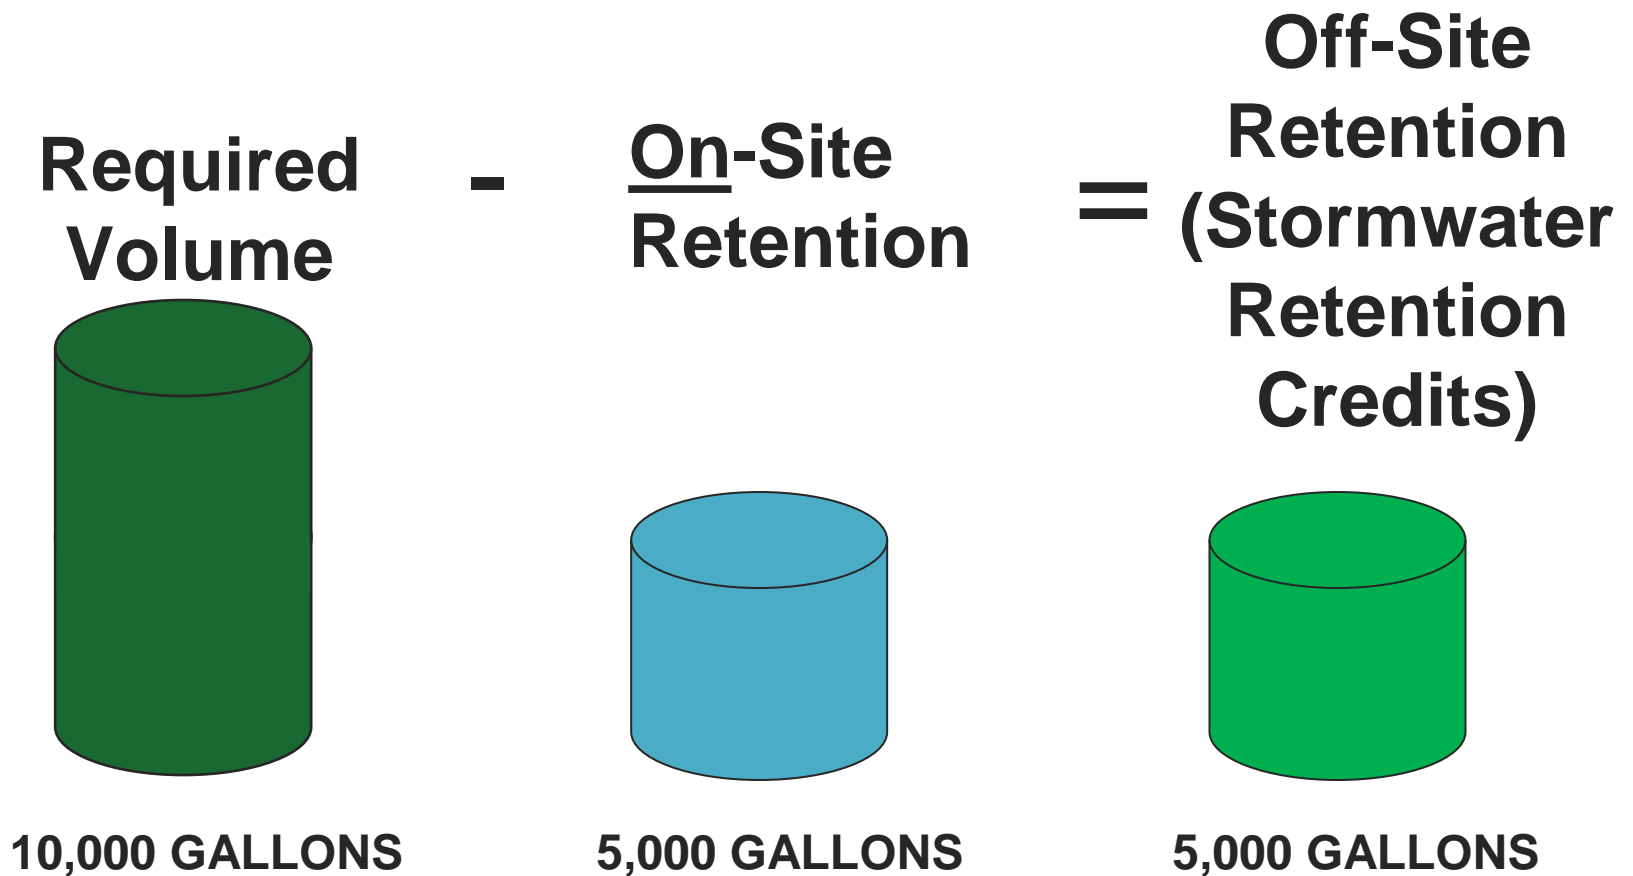 Required
Volume
-
On-Site
Retention
=
Off-Site
Retention
(Stormwater
Retention
Credits)
10,000 GALLONS
5,000 GALLONS
5,000 GALLONS